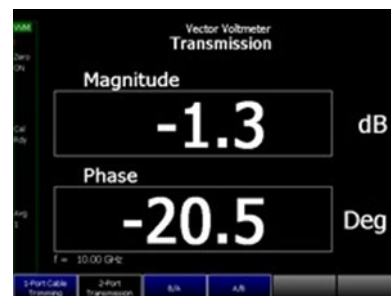 VVM
Vector Voltmeter
Transmission
Zero
ON
Magnitude
-1.3 dB
Cal
Rdy
Phase
-20.5 Deg
Avg
1
f = 10.00 GHz
1-Port Cable
Trimming
2-Port
Transmission
B/A
A/B